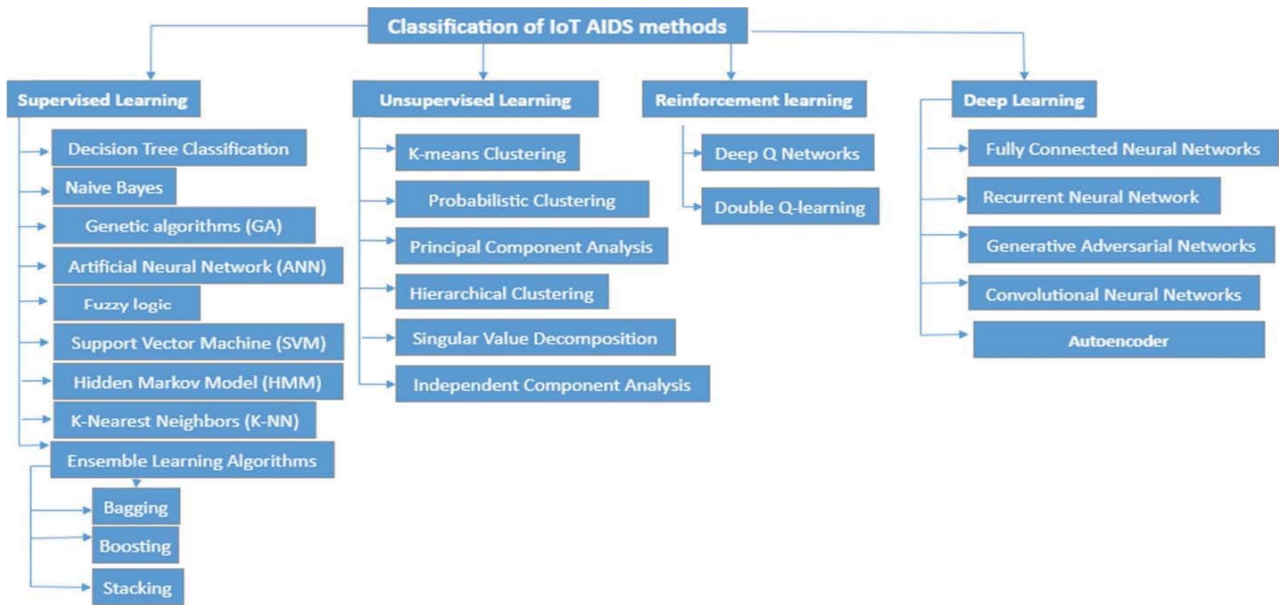 Classification of IoT AIDS methods
Supervised Learning
Decision Tree Classification
Naive Bayes
Genetic algorithms (GA)
Artificial Neural Network (ANN)
Fuzzy logic
Support Vector Machine (SVM)
Hidden Markov Model (HMM)
K-Nearest Neighbors (K-NN)
Ensemble Learning Algorithms
Bagging
Boosting
Stacking
Unsupervised Learning
K-means Clustering
Probabilistic Clustering
Principal Component Analysis
Hierarchical Clustering
Singular Value Decomposition
Independent Component Analysis
Reinforcement learning
Deep Q Networks
Double Q-learning
Deep Learning
Fully Connected Neural Networks
Recurrent Neural Network
Generative Adversarial Networks
Convolutional Neural Networks
Autoencoder